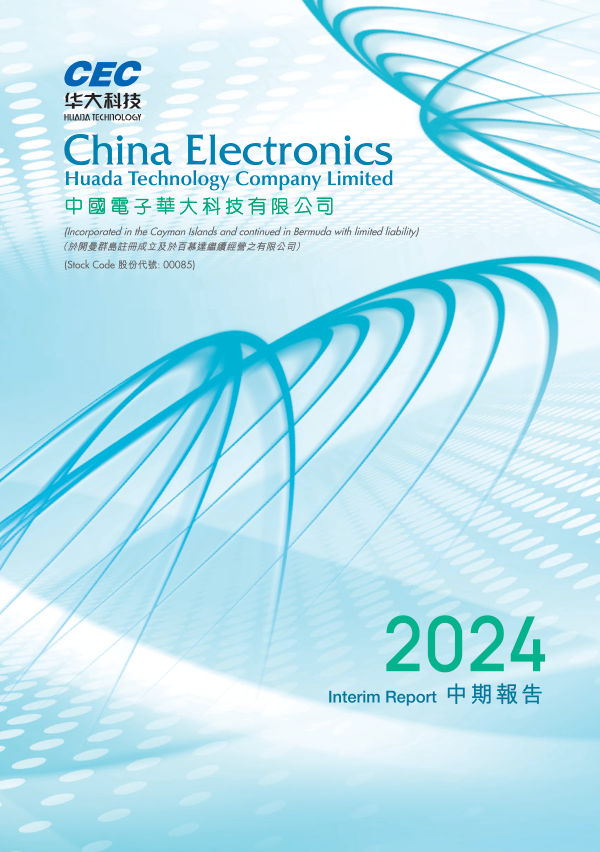 CEC
华大科技
HUADA TECHNOLOGY
China Electronics
Huada Technology Company Limited
中國電子華大科技有限公司
(Incorporated in the Cayman Islands and continued in Bermuda with limited liability)
（於開曼群島註冊成立及於百慕達繼續經營之有限公司）
(Stock Code 股份代號: 00085)
2024
Interim Report 中期報告